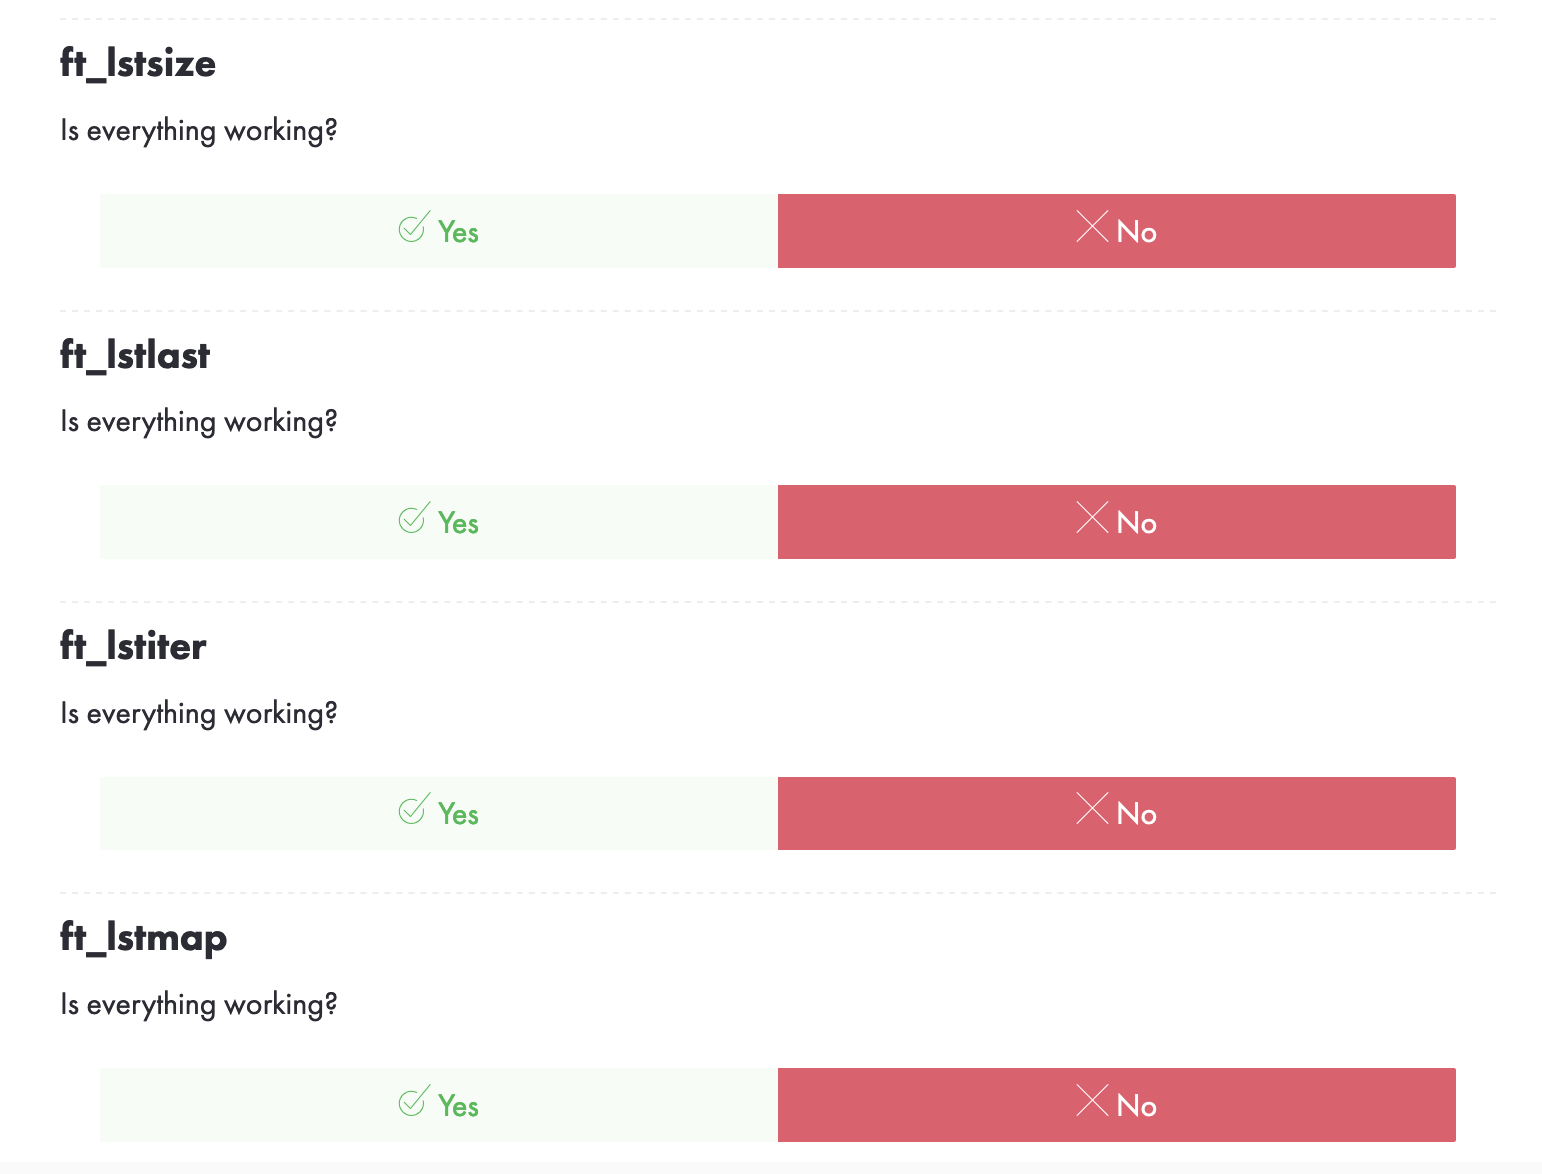 ft_lstsize
Is everything working?
Yes
No
ft_lstlast
Is everything working?
Yes
No
ft_lstiter
Is everything working?
Yes
No
ft_lstmap
Is everything working?
Yes
No